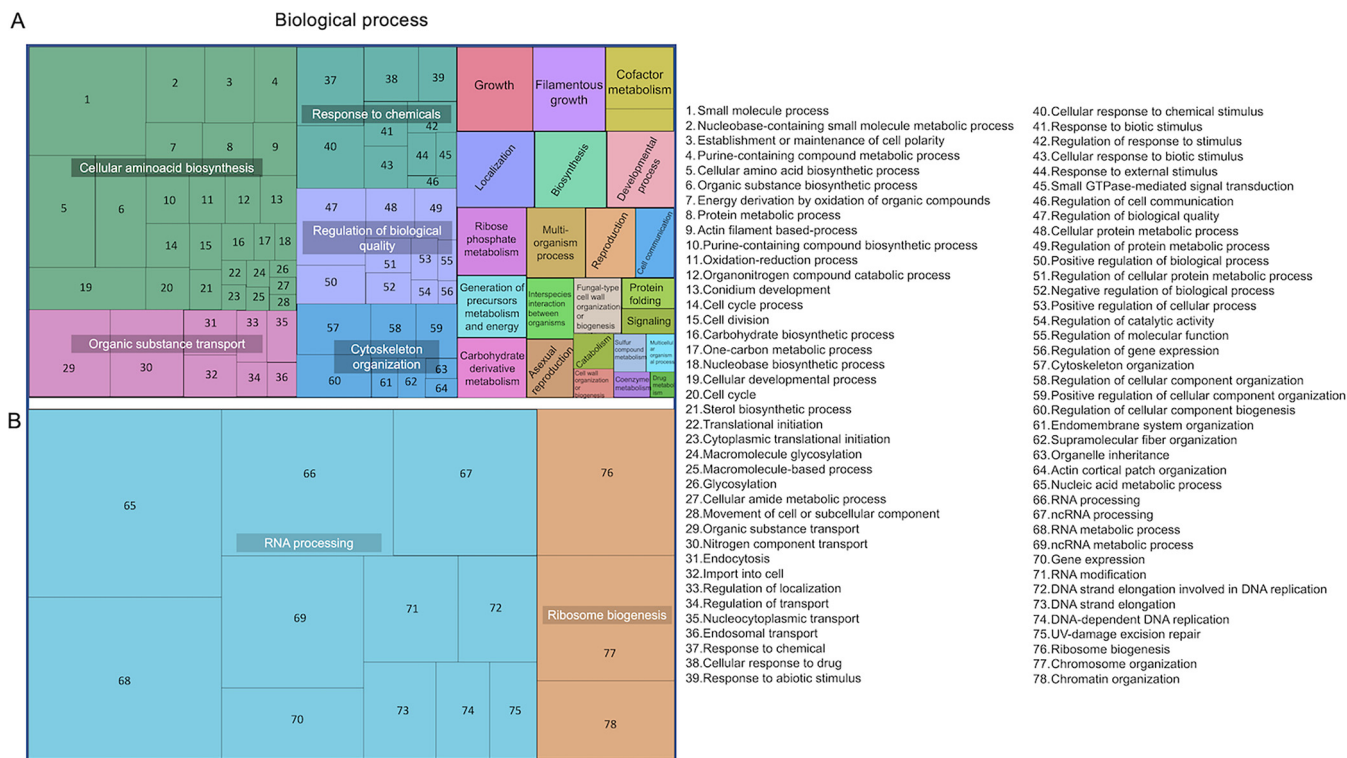 A
Biological process
1
2
3
4
7
8
9
Cellular aminoacid biosynthesis
5
6
10
11
12
13
14
15
16
17
18
19
20
21
22
24
26
27
23
25
28
37
38
39
Response to chemicals
40
41
42
43
44
45
46
47
48
49
Regulation of biological
quality
50
51
52
53
55
54
56
Organic substance transport
29
30
31
32
33
35
34
36
57
58
59
Cytoskeleton
organization
60
61
62
63
64
Growth
Filamentous
growth
Cofactor
metabolism
Localization
Biosynthesis
Developmental
process
Ribose
phosphate
metabolism
Multi-
organism
process
Reproduction
Cell communication
Generation of
precursors
metabolism
and energy
Interspecies
interaction
between
organisms
Fungal-type
cell wall
organization
or
biogenesis
Protein
folding
Signaling
Carbohydrate
derivative
metabolism
Asexual
reproduction
Catabolism
Sulfur
compound
metabolism
Multicellul
ar
organism
al process
Cell wall
organization
or
biogenesis
Coenzyme
metabolism
Drug
metabol
ism
B
65
66
67
RNA processing
68
69
70
71
72
73
74
75
76
Ribosome biogenesis
77
78
1.Small molecule process
2.Nucleobase-containing small molecule metabolic process
3.Establishment or maintenance of cell polarity
4.Purine-containing compound metabolic process
5.Cellular amino acid biosynthetic process
6.Organic substance biosynthetic process
7.Energy derivation by oxidation of organic compounds
8.Protein metabolic process
9.Actin filament based-process
10.Purine-containing compound biosynthetic process
11.Oxidation-reduction process
12.Organonitrogen compound catabolic process
13.Conidium development
14.Cell cycle process
15.Cell division
16.Carbohydrate biosynthetic process
17.One-carbon metabolic process
18.Nucleobase biosynthetic process
19.Cellular developmental process
20.Cell cycle
21.Sterol biosynthetic process
22.Translational initiation
23.Cytoplasmic translational initiation
24.Macromolecule glycosylation
25.Macromolecule-based process
26.Glycosylation
27.Cellular amide metabolic process
28.Movement of cell or subcellular component
29.Organic substance transport
30.Nitrogen component transport
31.Endocytosis
32.Import into cell
33.Regulation of localization
34.Regulation of transport
35.Nucleocytoplasmic transport
36.Endosomal transport
37.Response to chemical
38.Cellular response to drug
39.Response to abiotic stimulus
40.Cellular response to chemical stimulus
41.Response to biotic stimulus
42.Regulation of response to stimulus
43.Cellular response to biotic stimulus
44.Response to external stimulus
45.Small GTPase-mediated signal transduction
46.Regulation of cell communication
47.Regulation of biological quality
48.Cellular protein metabolic process
49.Regulation of protein metabolic process
50.Positive regulation of biological process
51.Regulation of cellular protein metabolic process
52.Negative regulation of biological process
53.Positive regulation of cellular process
54.Regulation of catalytic activity
55.Regulation of molecular function
56.Regulation of gene expression
57.Cytoskeleton organization
58.Regulation of cellular component organization
59.Positive regulation of cellular component organization
60.Regulation of cellular component biogenesis
61.Endomembrane system organization
62.Supramolecular fiber organization
63.Organelle inheritance
64.Actin cortical patch organization
65.Nucleic acid metabolic process
66.RNA processing
67.ncRNA processing
68.RNA metabolic process
69.ncRNA metabolic process
70.Gene expression
71.RNA modification
72.DNA strand elongation involved in DNA replication
73.DNA strand elongation
74.DNA-dependent DNA replication
75.UV-damage excision repair
76.Ribosome biogenesis
77.Chromosome organization
78.Chromatin organization